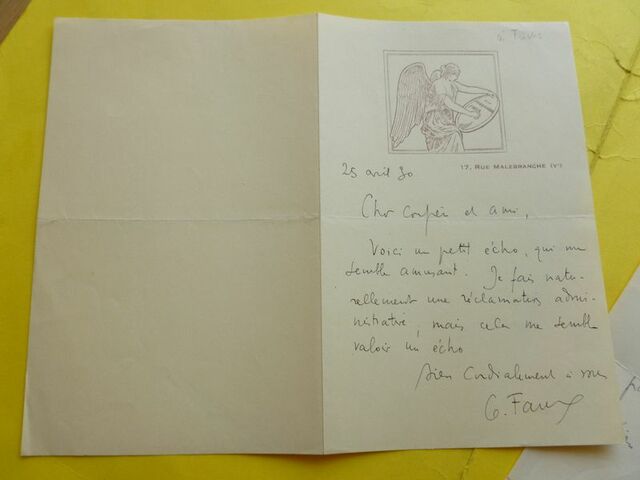 G. Faure
17, RUE MALEBRANCHE (Vᵉ)
25 avril 30
Cher confrère et ami,
Voici un petit écho, qui me
semble amusant. Je fais natu-
rellement une réclamation admi-
nistrative, mais cela me semble
valoir un écho
Bien cordialement à vous
G.